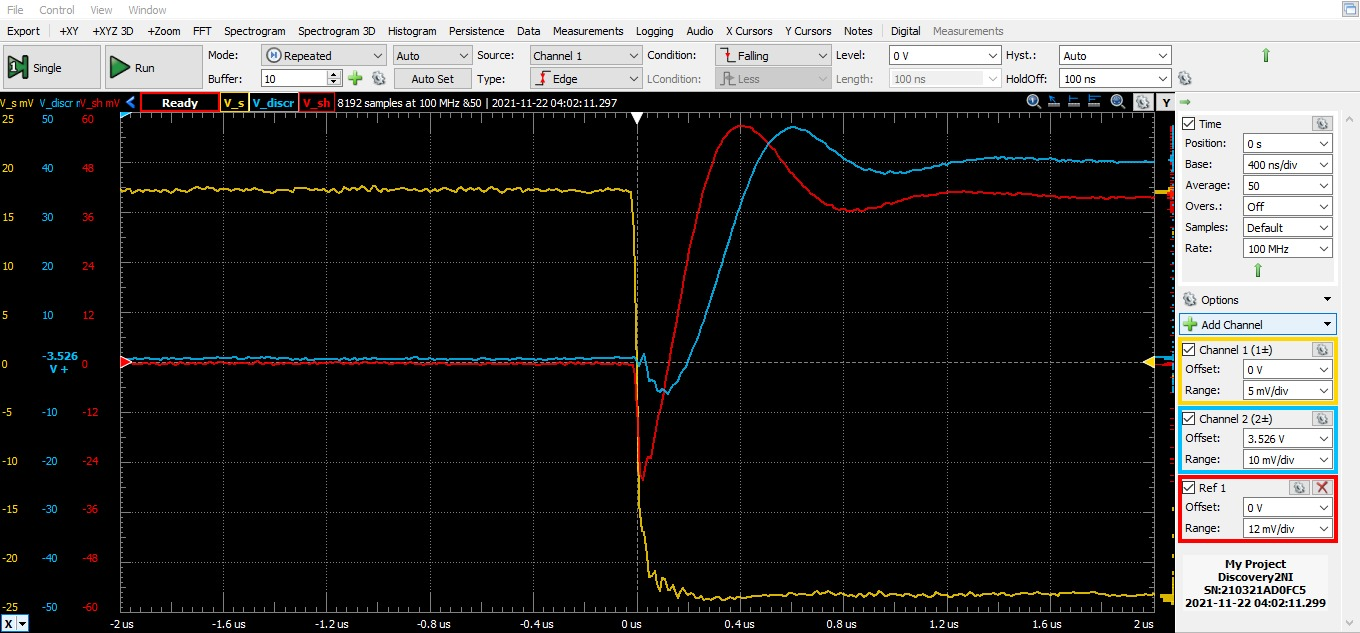 File Control View Window
Export +XY +XYZ 3D +Zoom FFT Spectrogram Spectrogram 3D Histogram Persistence Data Measurements Logging Audio X Cursors Y Cursors Notes Digital Measurements
Single Run Mode: Repeated Auto Source: Channel 1 Condition: Falling Level: 0 V Hyst.: Auto
Buffer: 10 Auto Set Type: Edge LCondition: Less Length: 100 ns HoldOff: 100 ns
V_s mV V_discr V_sh mV Ready V_s V_discr V_sh 8192 samples at 100 MHz &50 | 2021-11-22 04:02:11.297 Y
25 50 60
20 40 48
15 30 36
10 20 24
5 10 12
0 -3.526 0
V +
-5 -10 -12
-10 -20 -24
-15 -30 -36
-20 -40 -48
-25 -50 -60
X -2 us -1.6 us -1.2 us -0.8 us -0.4 us 0 us 0.4 us 0.8 us 1.2 us 1.6 us 2 us
Time
Position: 0 s
Base: 400 ns/div
Average: 50
Overs.: Off
Samples: Default
Rate: 100 MHz
Options
Add Channel
Channel 1 (1±)
Offset: 0 V
Range: 5 mV/div
Channel 2 (2±)
Offset: 3.526 V
Range: 10 mV/div
Ref 1
Offset: 0 V
Range: 12 mV/div
My Project
Discovery2NI
SN:210321AD0FC5
2021-11-22 04:02:11.299